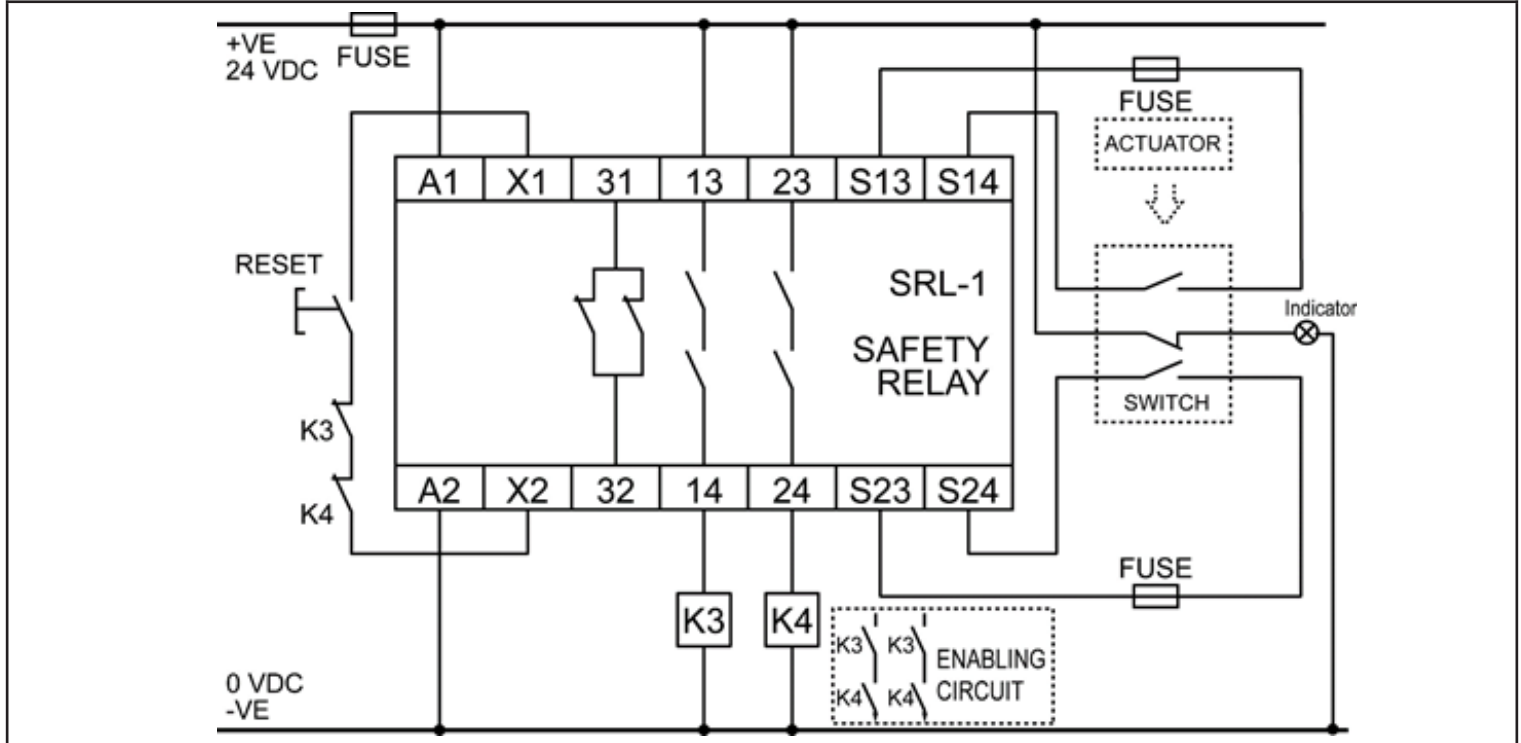 +VE
24 VDC
FUSE
FUSE
ACTUATOR
A1 X1 31 13 23 S13 S14
RESET
SRL-1
SAFETY
RELAY
Indicator
SWITCH
K3
K4
A2 X2 32 14 24 S23 S24
FUSE
K3 K4
K3 K3
ENABLING
CIRCUIT
K4 K4
0 VDC
-VE